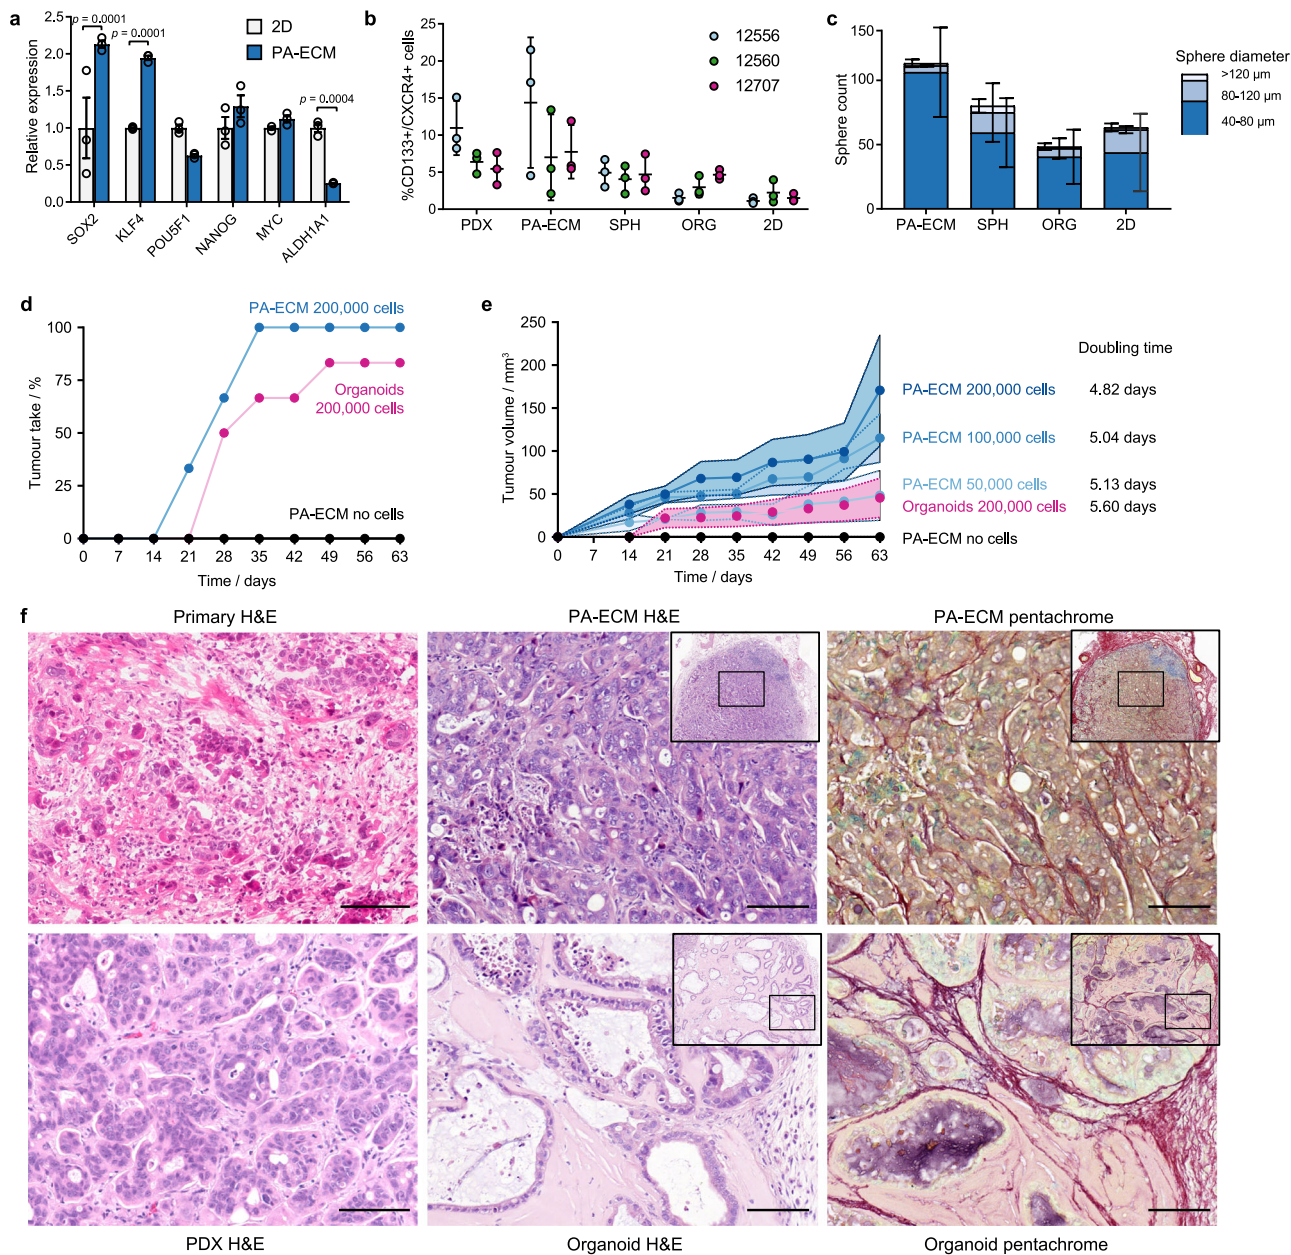 a
Relative expression
2.5
2.0
1.5
1.0
0.5
0
p = 0.0001
p = 0.0001
p = 0.0004
2D
PA-ECM
SOX2
KLF4
POU5F1
NANOG
MYC
ALDH1A1
b
%CD133+/CXCR4+ cells
25
20
15
10
5
0
12556
12560
12707
PDX
PA-ECM
SPH
ORG
2D
c
Sphere count
150
100
50
0
Sphere diameter
>120 µm
80-120 µm
40-80 µm
PA-ECM
SPH
ORG
2D
d
Tumour take / %
100
75
50
25
0
PA-ECM 200,000 cells
Organoids
200,000 cells
PA-ECM no cells
0 7 14 21 28 35 42 49 56 63
Time / days
e
Tumour volume / mm³
250
200
150
100
50
0
Doubling time
PA-ECM 200,000 cells 4.82 days
PA-ECM 100,000 cells 5.04 days
PA-ECM 50,000 cells 5.13 days
Organoids 200,000 cells 5.60 days
PA-ECM no cells
0 7 14 21 28 35 42 49 56 63
Time / days
f
Primary H&E
PA-ECM H&E
PA-ECM pentachrome
PDX H&E
Organoid H&E
Organoid pentachrome